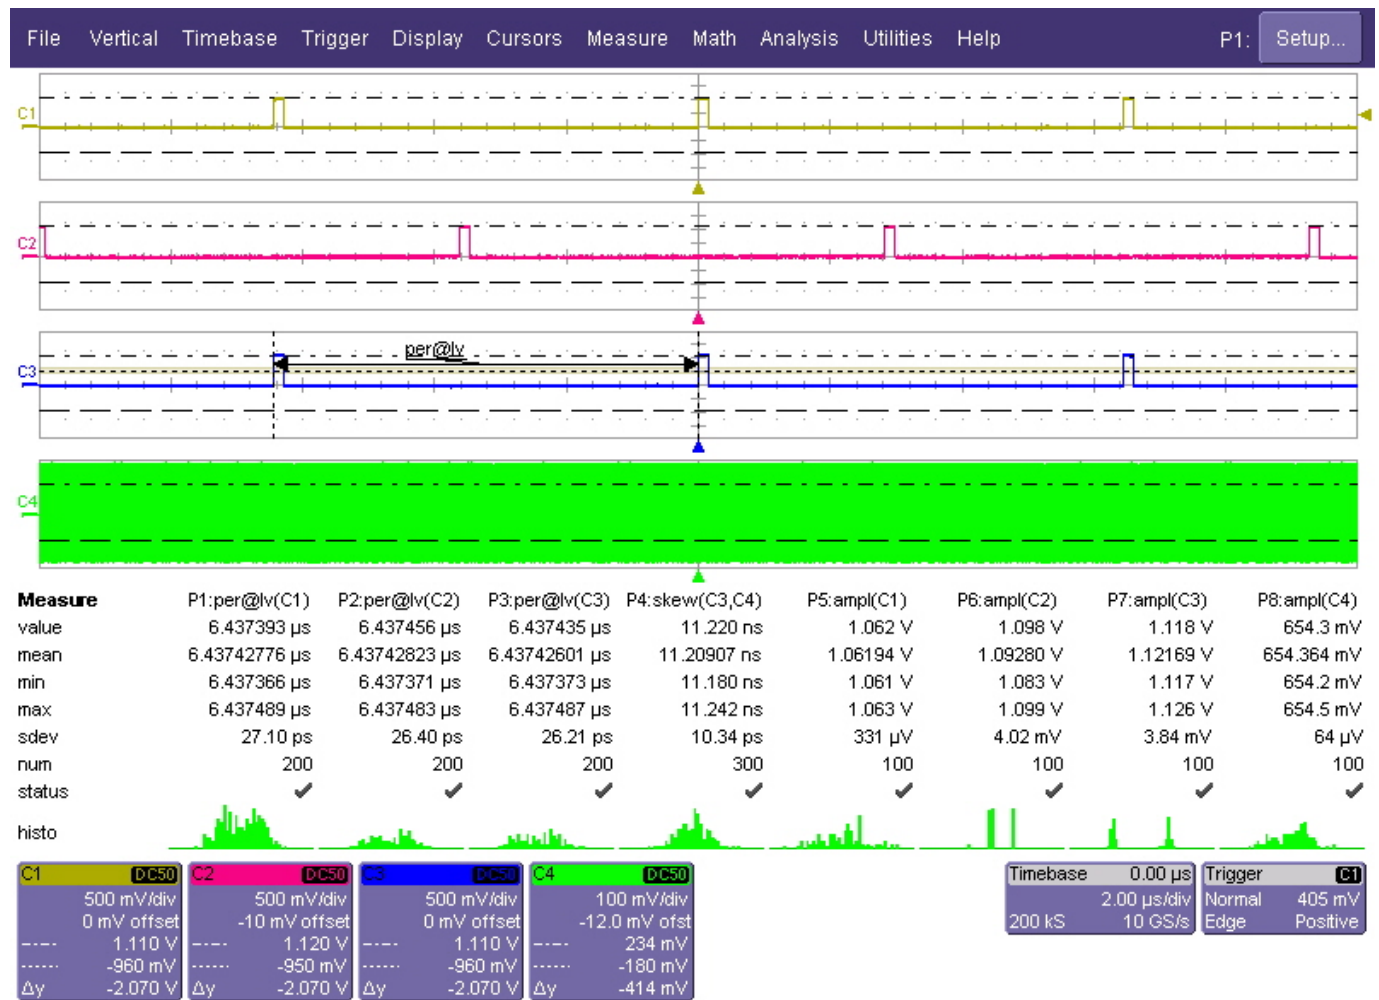 File Vertical Timebase Trigger Display Cursors Measure Math Analysis Utilities Help P1: Setup...
C1
C2
per@lv
C3
C4
Measure P1:per@lv(C1) P2:per@lv(C2) P3:per@lv(C3) P4:skew(C3,C4) P5:ampl(C1) P6:ampl(C2) P7:ampl(C3) P8:ampl(C4)
value 6.437393 µs 6.437456 µs 6.437435 µs 11.220 ns 1.062 V 1.098 V 1.118 V 654.3 mV
mean 6.43742776 µs 6.43742823 µs 6.43742601 µs 11.20907 ns 1.06194 V 1.09280 V 1.12169 V 654.364 mV
min 6.437366 µs 6.437371 µs 6.437373 µs 11.180 ns 1.061 V 1.083 V 1.117 V 654.2 mV
max 6.437489 µs 6.437483 µs 6.437487 µs 11.242 ns 1.063 V 1.099 V 1.126 V 654.5 mV
sdev 27.10 ps 26.40 ps 26.21 ps 10.34 ps 331 µV 4.02 mV 3.84 mV 64 µV
num 200 200 200 300 100 100 100 100
status
histo
C1 DC50 C2 DC50 C3 DC50 C4 DC50 Timebase 0.00 µs Trigger C1
500 mV/div 500 mV/div 500 mV/div 100 mV/div 2.00 µs/div Normal 405 mV
0 mV offset -10 mV offset 0 mV offset -12.0 mV ofst 200 kS 10 GS/s Edge Positive
1.110 V 1.120 V 1.110 V 234 mV
-960 mV -950 mV -960 mV -180 mV
Δy -2.070 V Δy -2.070 V Δy -2.070 V Δy -414 mV